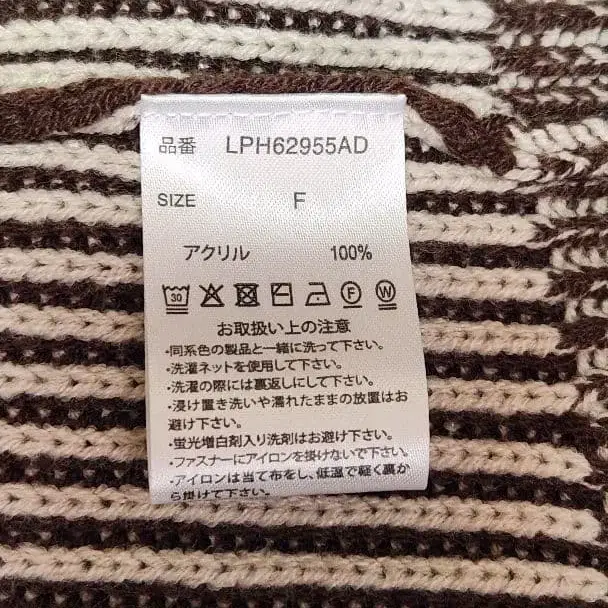 品番 LPH62955AD
SIZE F
アクリル 100%
30 F W
お取扱い上の注意
・同系色の製品と一緒に洗って下さい。
・洗濯ネットを使用して下さい。
・洗濯の際には裏返しにして下さい。
・浸け置き洗いや濡れたままの放置はお
避け下さい。
・蛍光増白剤入り洗剤はお避け下さい。
・ファスナーにアイロンを掛けないで下さい。
・アイロンは当て布をし、低温で軽く裏か
ら掛けて下さい。